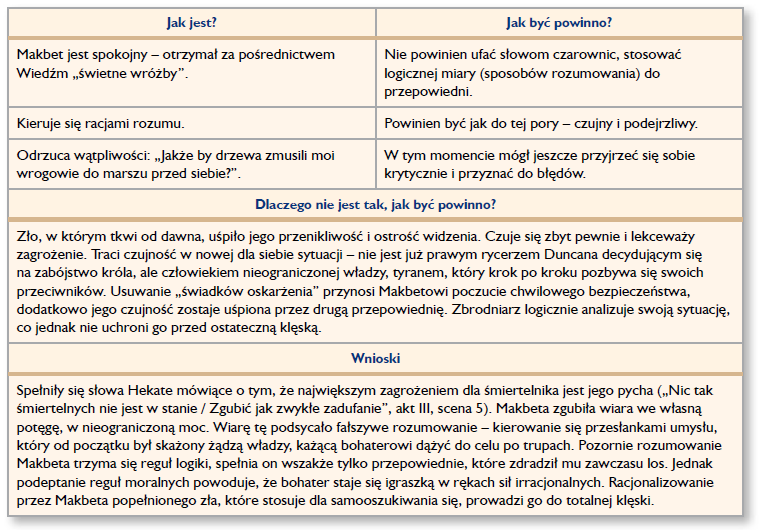 Jak jest?
Jak być powinno?
Makbet jest spokojny – otrzymał za pośrednictwem
Wiedźm „świetne wróżby”.
Nie powinien ufać słowom czarownic, stosować
logicznej miary (sposobów rozumowania) do
przepowiedni.
Kieruje się racjami rozumu.
Powinien być jak do tej pory – czujny i podejrzliwy.
Odrzuca wątpliwości: „Jakże by drzewa zmusili moi
wrogowie do marszu przed siebie?”.
W tym momencie mógł jeszcze przyjrzeć się sobie
krytycznie i przyznać do błędów.
Dlaczego nie jest tak, jak być powinno?
Zło, w którym tkwi od dawna, uśpiło jego przenikliwość i ostrość widzenia. Czuje się zbyt pewnie i lekceważy
zagrożenie. Traci czujność w nowej dla siebie sytuacji – nie jest już prawym rycerzem Duncana decydującym się
na zabójstwo króla, ale człowiekiem nieograniczonej władzy, tyranem, który krok po kroku pozbywa się swoich
przeciwników. Usuwanie „świadków oskarżenia” przynosi Makbetowi poczucie chwilowego bezpieczeństwa,
dodatkowo jego czujność zostaje uśpiona przez drugą przepowiednię. Zbrodniarz logicznie analizuje swoją sytuację,
co jednak nie uchroni go przed ostateczną klęską.
Wnioski
Spełniły się słowa Hekate mówiące o tym, że największym zagrożeniem dla śmiertelnika jest jego pycha („Nic tak
śmiertelnych nie jest w stanie / Zgubić jak zwykłe zadufanie”, akt III, scena 5). Makbeta zgubiła wiara we własną
potęgę, w nieograniczoną moc. Wiarę tę podsycało fałszywe rozumowanie – kierowanie się przesłankami umysłu,
który od początku był skażony żądzą władzy, każącą bohaterowi dążyć do celu po trupach. Pozornie rozumowanie
Makbeta trzyma się reguł logiki, spełnia on wszakże tylko przepowiednie, które zdradził mu zawczasu los. Jednak
podeptanie reguł moralnych powoduje, że bohater staje się igraszką w rękach sił irracjonalnych. Racjonalizowanie
przez Makbeta popełnionego zła, które stosuje dla samooszukiwania się, prowadzi go do totalnej klęski.